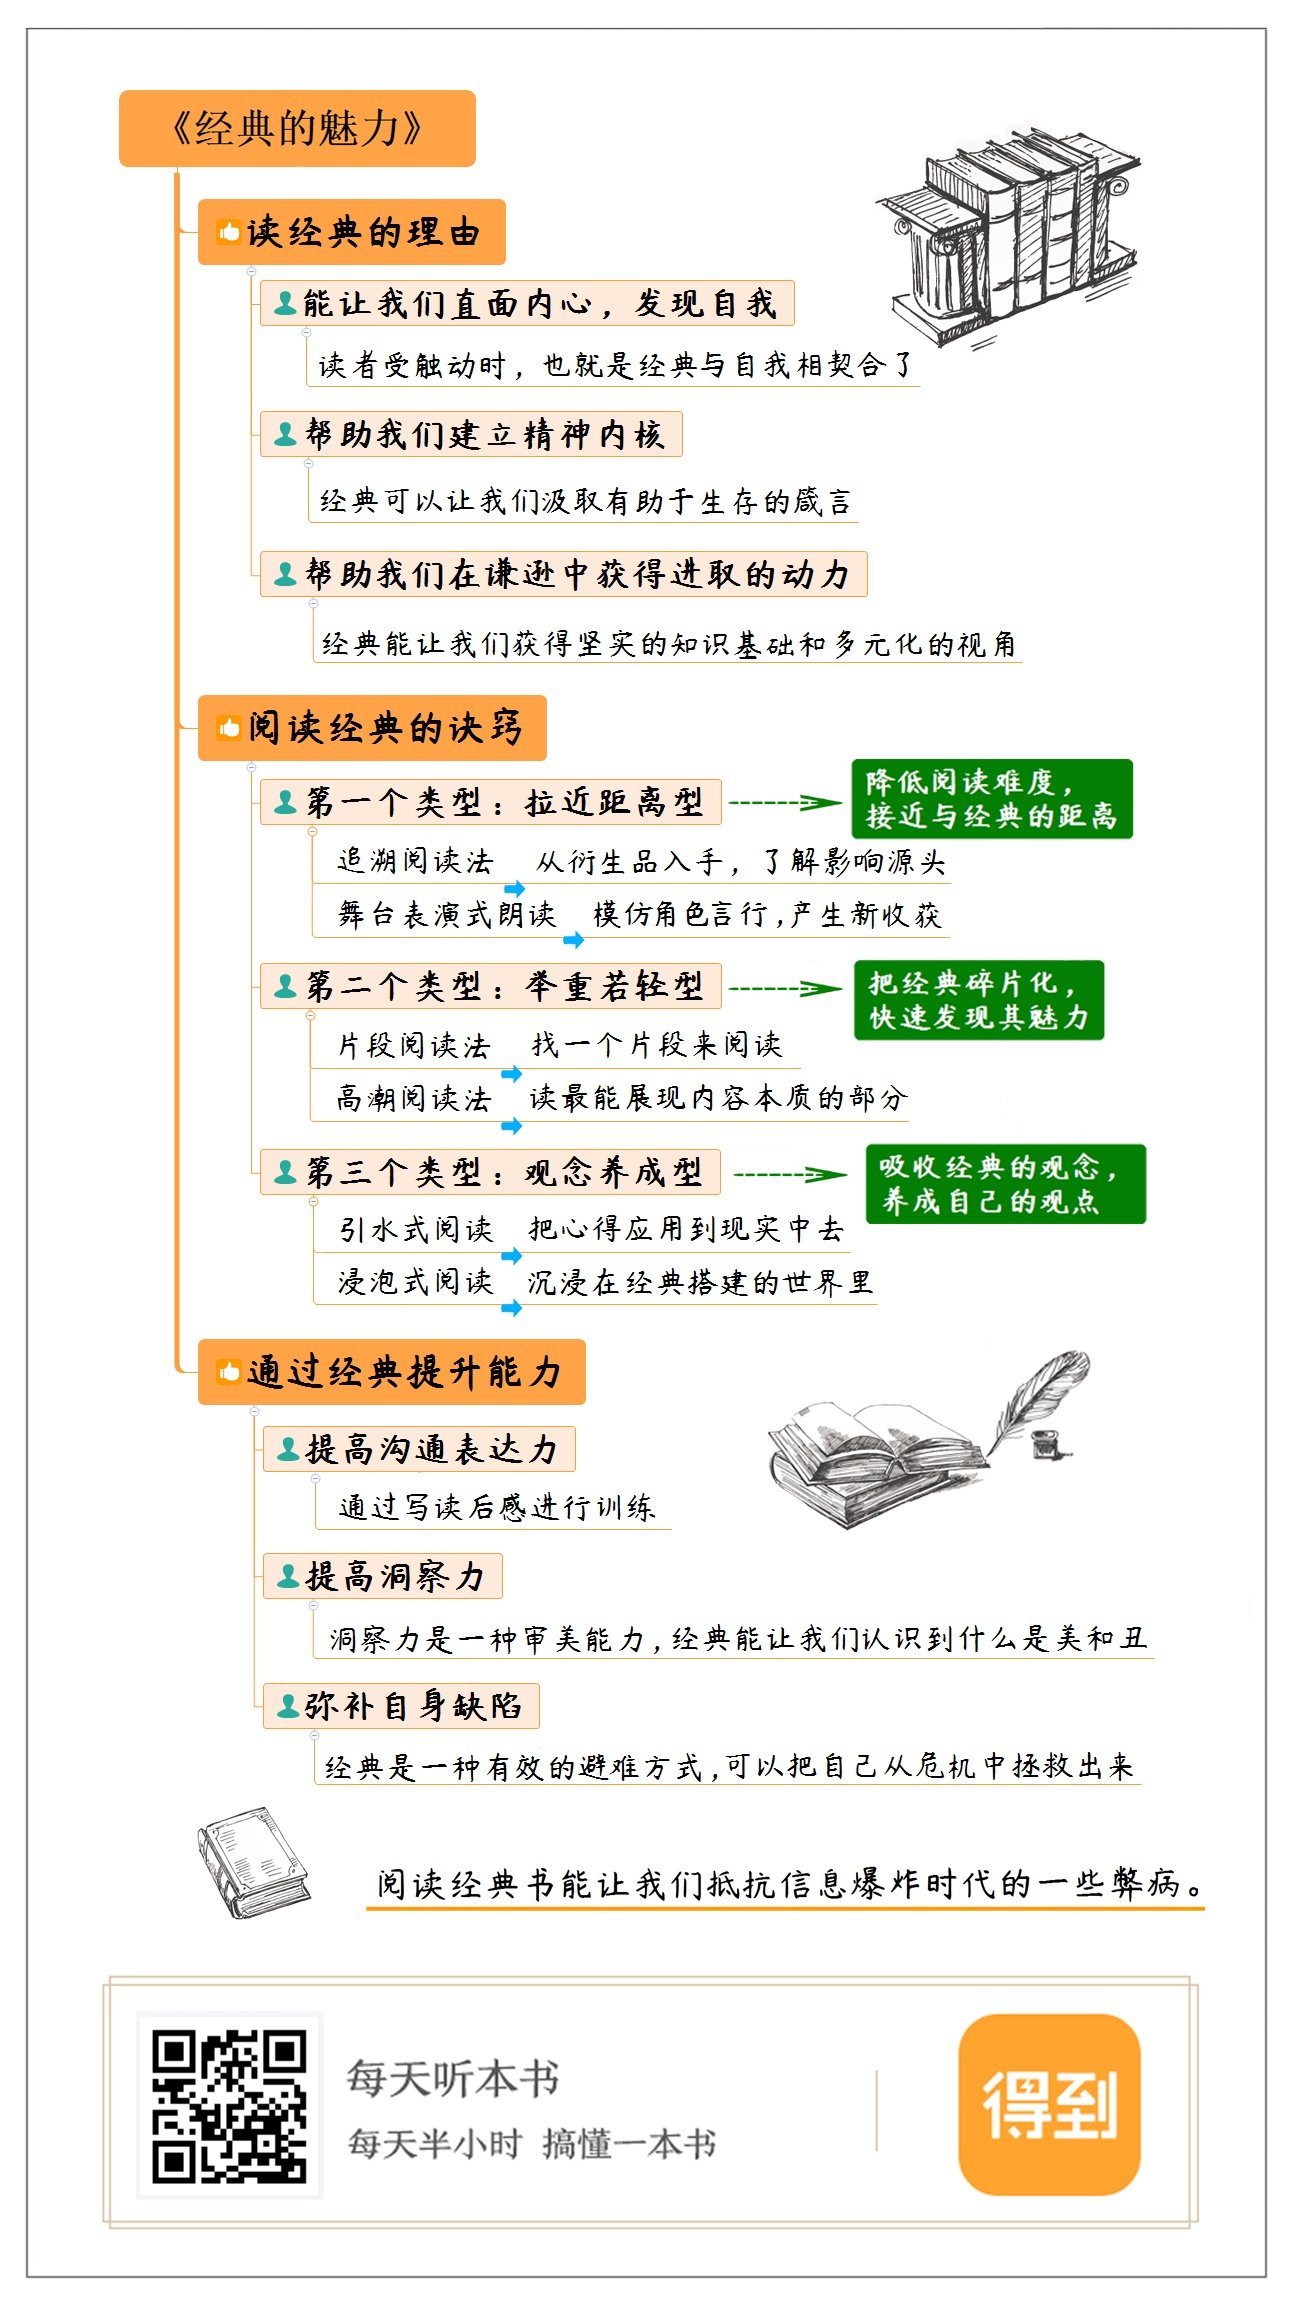 《经典的魅力》
读经典的理由
能让我们直面内心，发现自我
读者受触动时，也就是经典与自我相契合了
帮助我们建立精神内核
经典可以让我们汲取有助于生存的箴言
帮助我们在谦逊中获得进取的动力
经典能让我们获得坚实的知识基础和多元化的视角
阅读经典的诀窍
第一个类型：拉近距离型
降低阅读难度，
接近与经典的距离
追溯阅读法 从衍生品入手，了解影响源头
舞台表演式朗读 模仿角色言行,产生新收获
第二个类型：举重若轻型
把经典碎片化，
快速发现其魅力
片段阅读法 找一个片段来阅读
高潮阅读法 读最能展现内容本质的部分
第三个类型：观念养成型
吸收经典的观念，
养成自己的观点
引水式阅读 把心得应用到现实中去
浸泡式阅读 沉浸在经典搭建的世界里
通过经典提升能力
提高沟通表达力
通过写读后感进行训练
提高洞察力
洞察力是一种审美能力,经典能让我们认识到什么是美和丑
弥补自身缺陷
经典是一种有效的避难方式,可以把自己从危机中拯救出来
阅读经典书能让我们抵抗信息爆炸时代的一些弊病。
每天听本书
每天半小时 搞懂一本书
得到